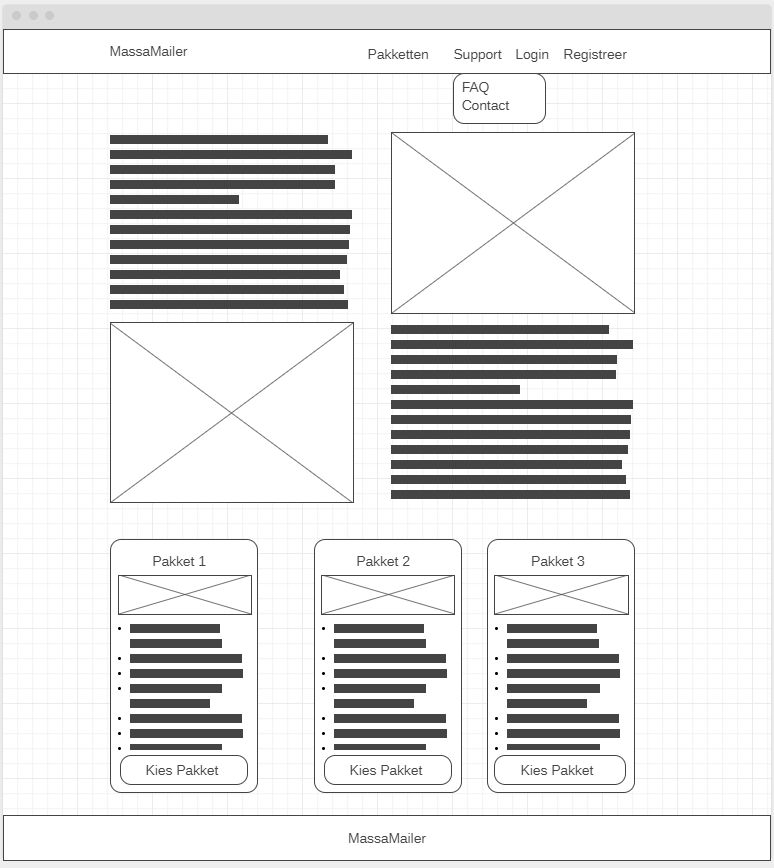 MassaMailer
Pakketten Support Login Registreer
FAQ
Contact
Pakket 1 Pakket 2 Pakket 3
Kies Pakket Kies Pakket Kies Pakket
MassaMailer